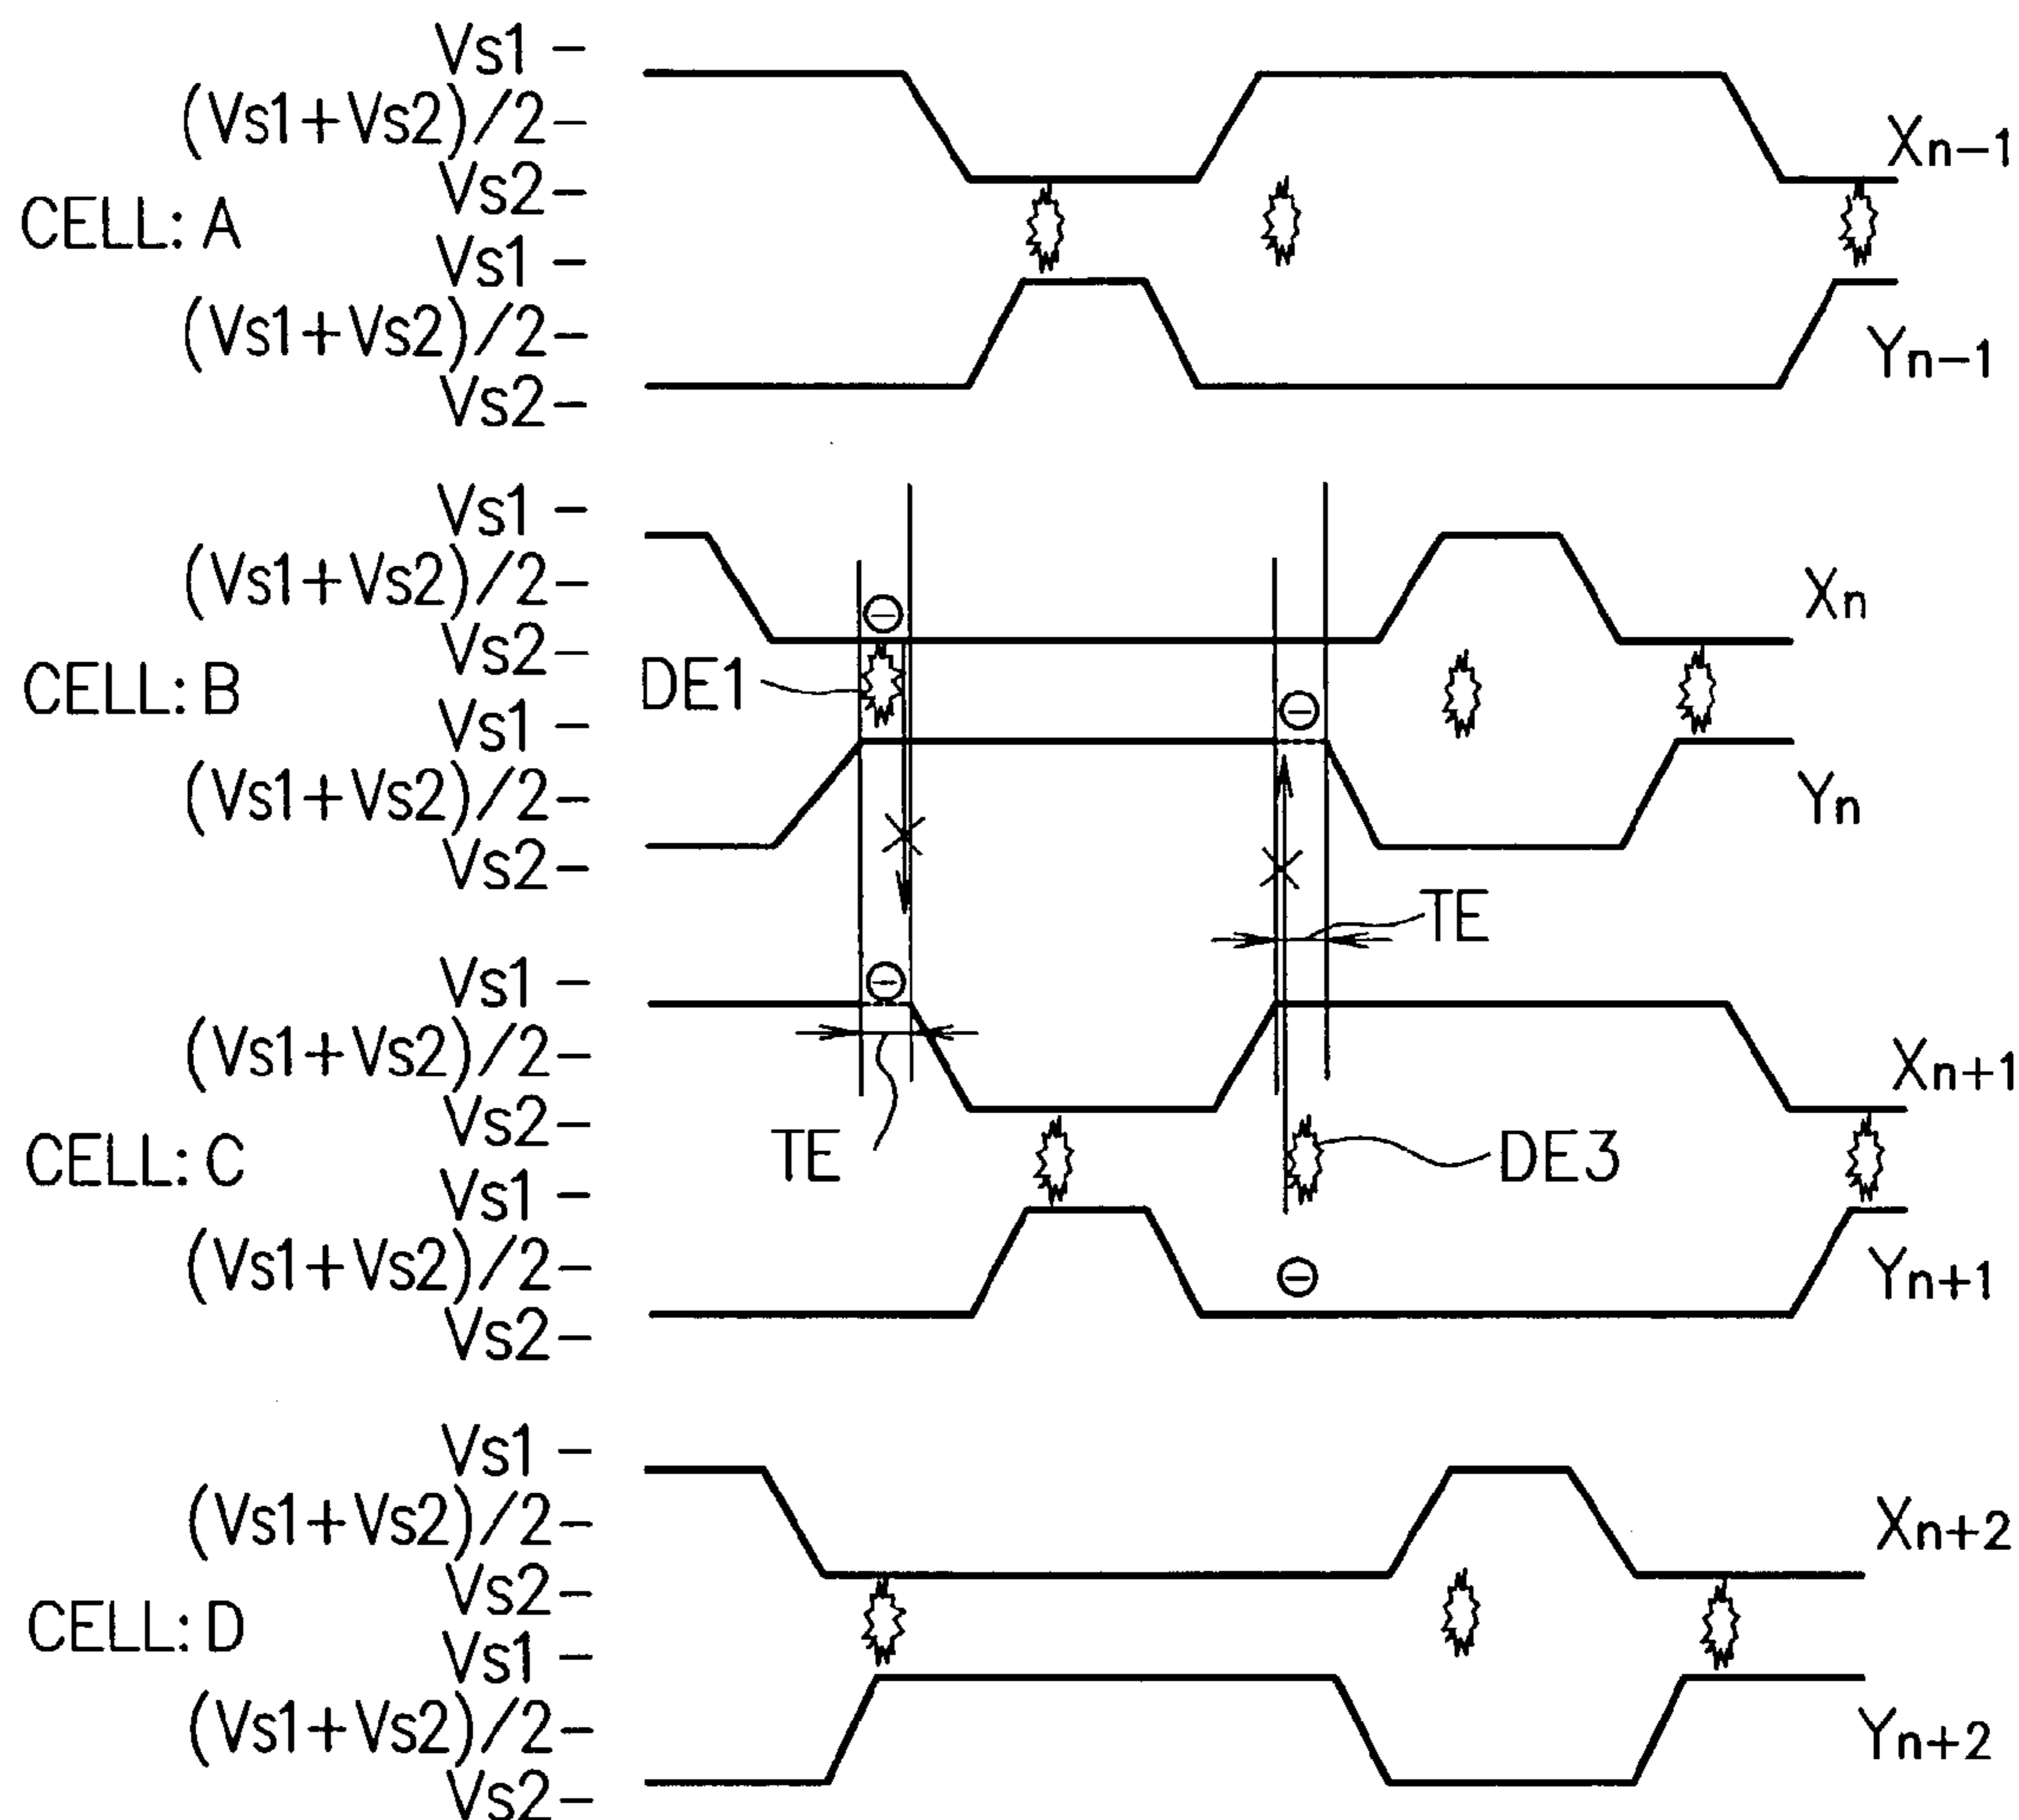 Vs1
(Vs1+Vs2)/2
Xn-1
Vs2
CELL: A
Vs1
(Vs1+Vs2)/2
Yn-1
Vs2
Vs1
(Vs1+Vs2)/2
Xn
Vs2
CELL: B
DE1
Vs1
(Vs1+Vs2)/2
Yn
Vs2
TE
Vs1
(Vs1+Vs2)/2
Xn+1
Vs2
CELL: C
TE
DE3
Vs1
(Vs1+Vs2)/2
Yn+1
Vs2
Vs1
(Vs1+Vs2)/2
Xn+2
Vs2
CELL: D
Vs1
(Vs1+Vs2)/2
Yn+2
Vs2